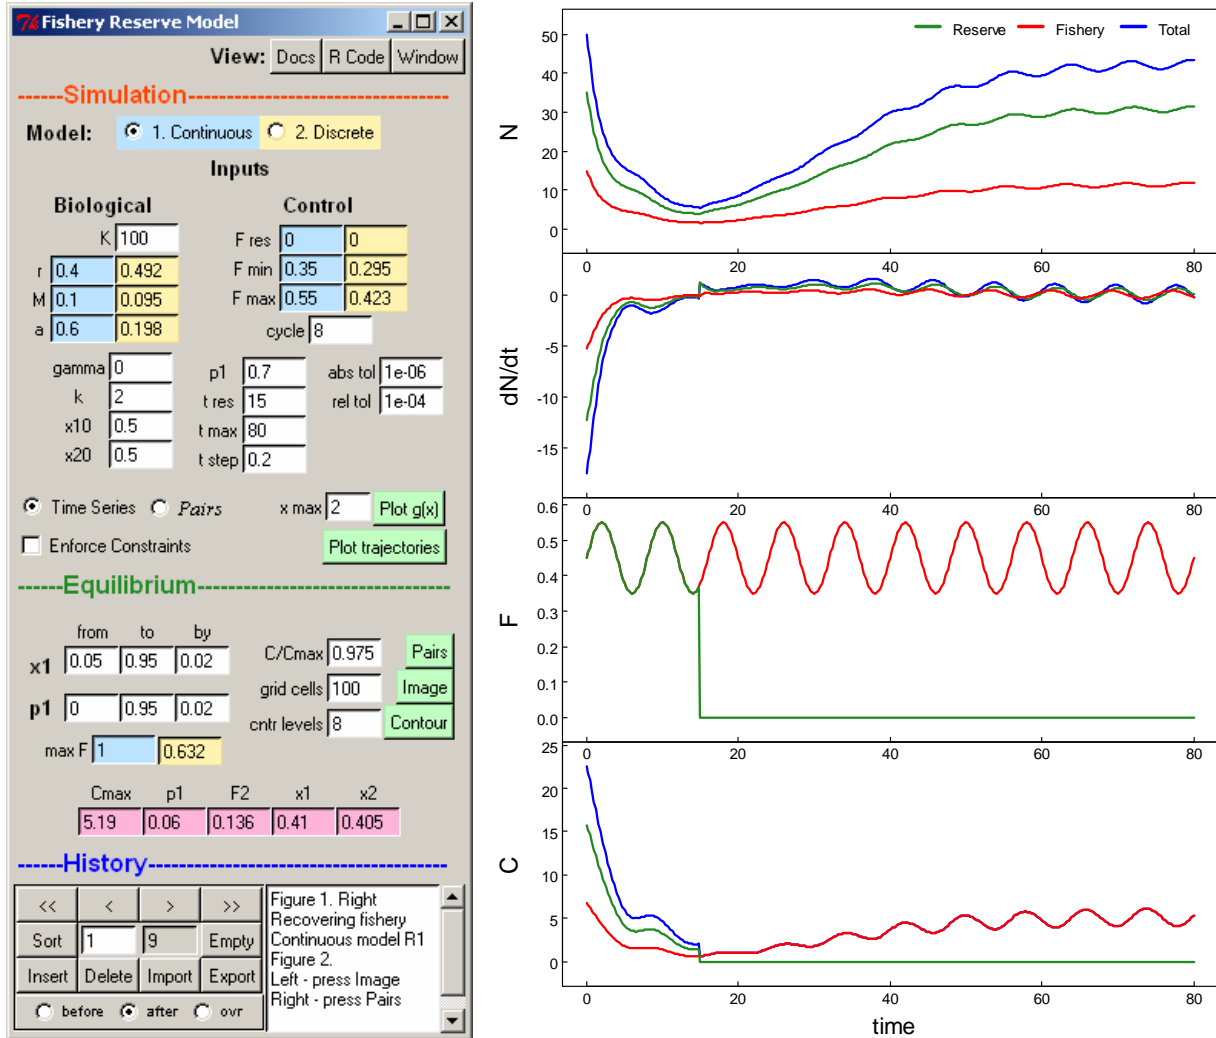 Fishery Reserve Model
View: Docs R Code Window
------Simulation----------------------------------
Model: 1. Continuous 2. Discrete
Inputs
Biological Control
K 100
F res 0 0
r 0.4 0.492
F min 0.35 0.295
M 0.1 0.095
F max 0.55 0.423
a 0.6 0.198
cycle 8
gamma 0
p1 0.7
abs tol 1e-06
k 2
t res 15
rel tol 1e-04
x10 0.5
t max 80
x20 0.5
t step 0.2
Time Series Pairs x max 2 Plot g(x)
Enforce Constraints Plot trajectories
------Equilibrium---------------------------------
from to by
x1 0.05 0.95 0.02
C/Cmax 0.975 Pairs
grid cells 100 Image
p1 0 0.95 0.02
cntr levels 8 Contour
max F 1 0.632
Cmax p1 F2 x1 x2
5.19 0.06 0.136 0.41 0.405
------History---------------------------------------
<< < > >>
Sort 1 9 Empty
Insert Delete Import Export
before after ovr
Figure 1. Right
Recovering fishery
Continuous model R1
Figure 2.
Left - press Image
Right - press Pairs
Reserve Fishery Total
N
50
40
30
20
10
0
0 20 40 60 80
dN/dt
0
-5
-10
-15
0 20 40 60 80
F
0.6
0.5
0.4
0.3
0.2
0.1
0.0
0 20 40 60 80
C
25
20
15
10
5
0
0 20 40 60 80
time